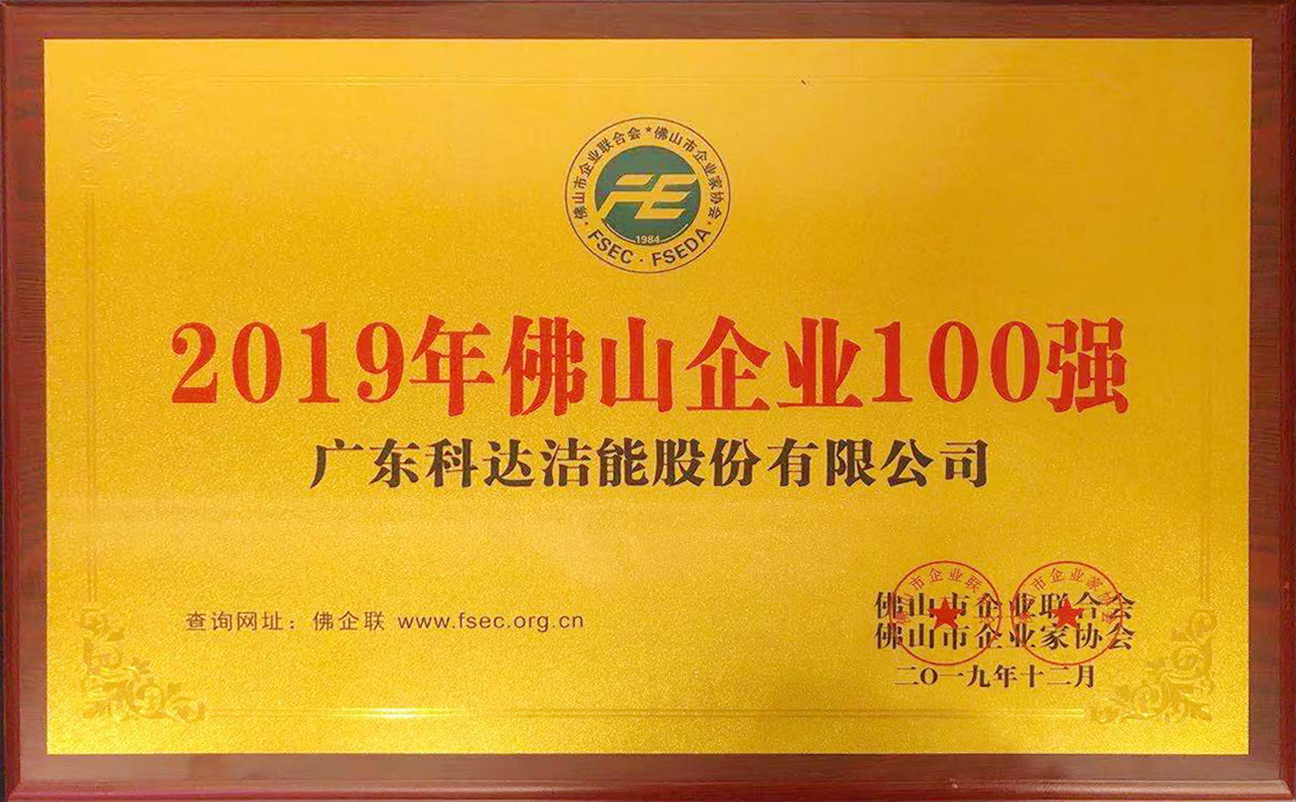 佛山市企业联合会★佛山市企业家协会
FE
1984
FSEC · FSEDA
2019年佛山企业100强
广东科达洁能股份有限公司
查询网址：佛企联 www.fsec.org.cn
佛山市企业联合会
佛山市企业家协会
二〇一九年十二月